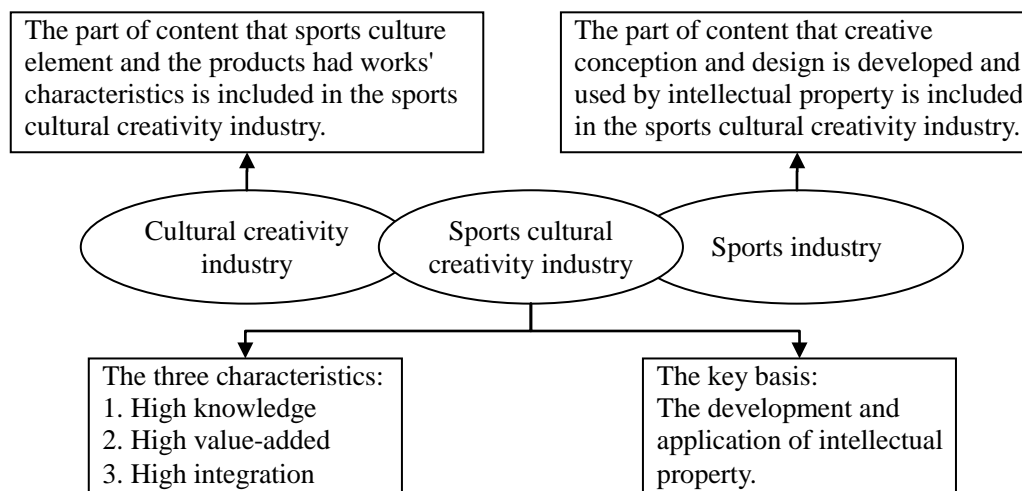 The part of content that sports culture
element and the products had works'
characteristics is included in the sports
cultural creativity industry.
The part of content that creative
conception and design is developed and
used by intellectual property is included
in the sports cultural creativity industry.
Cultural creativity
industry
Sports cultural
creativity industry
Sports industry
The three characteristics:
1. High knowledge
2. High value-added
3. High integration
The key basis:
The development and
application of intellectual
property.